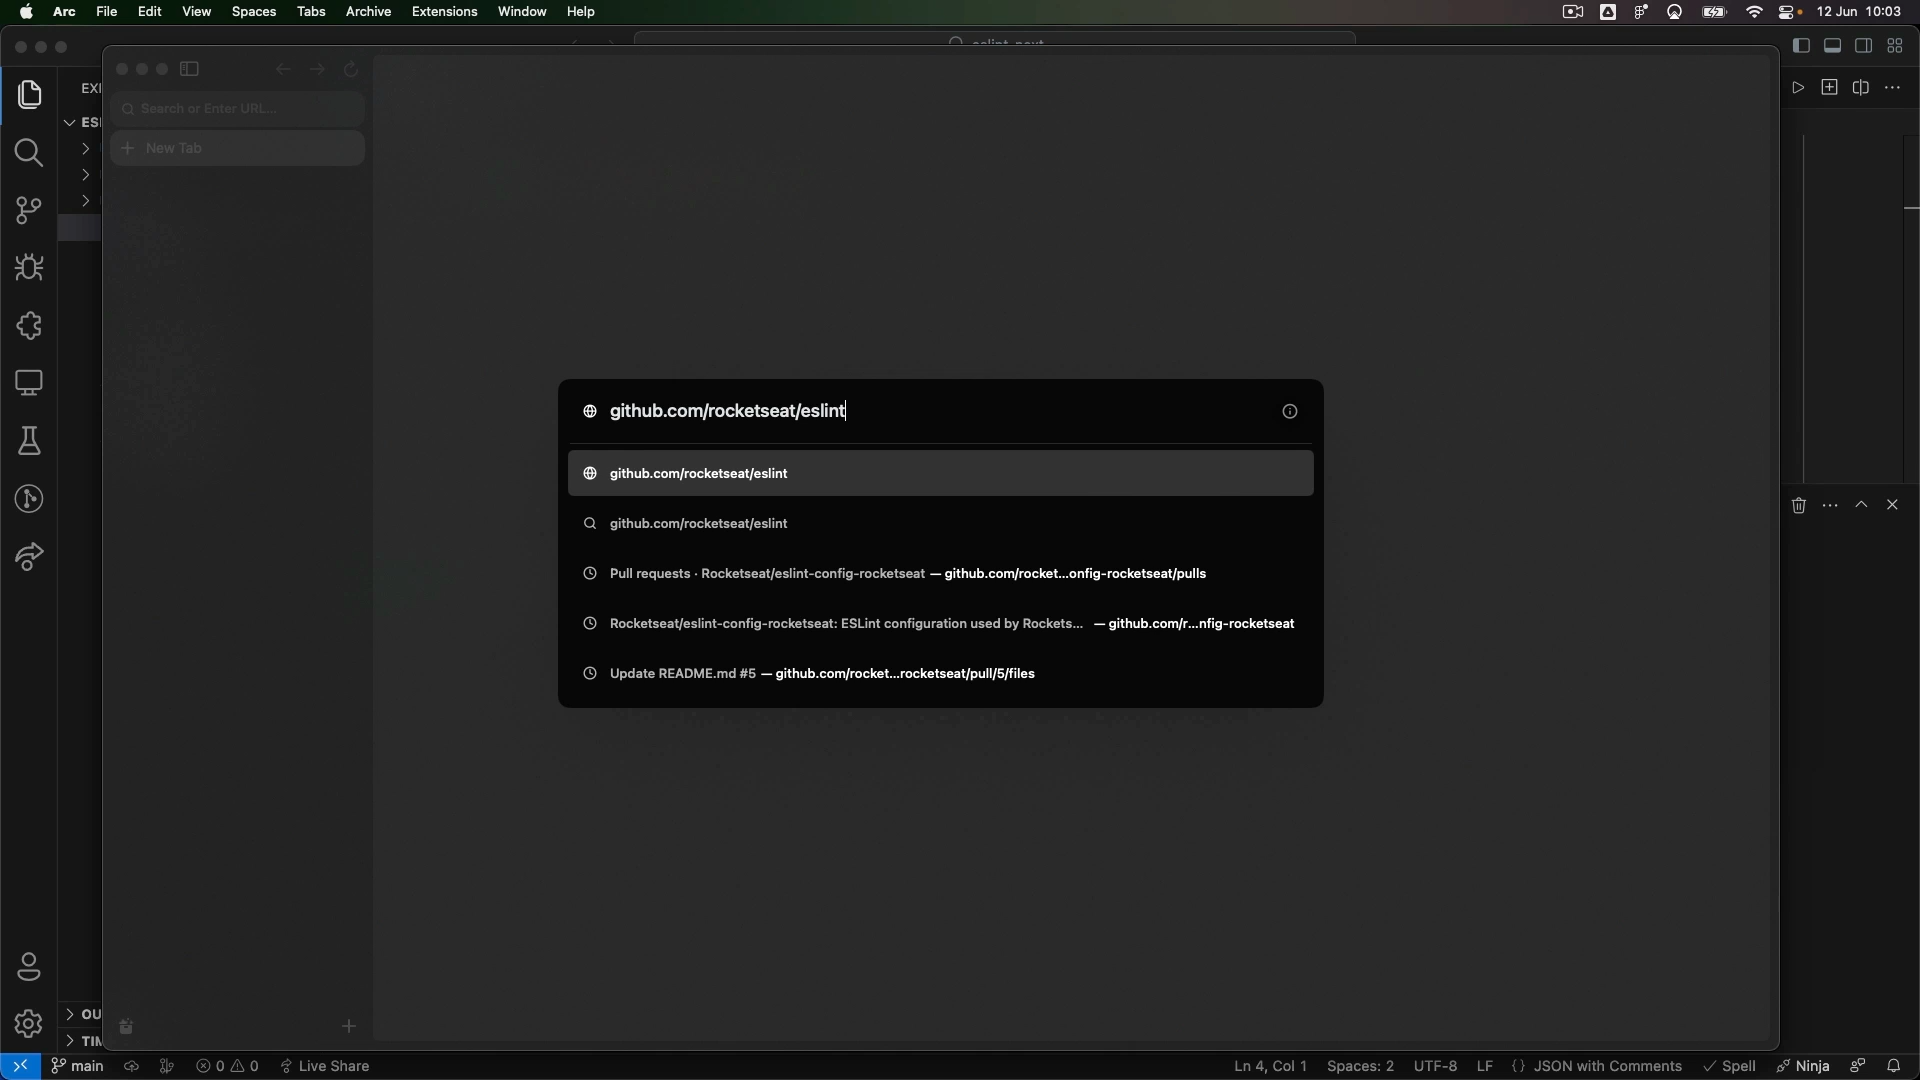 Arc File Edit View Spaces Tabs Archive Extensions Window Help
12 Jun 10:03
Search or Enter URL...
New Tab
github.com/rocketseat/eslint
github.com/rocketseat/eslint
github.com/rocketseat/eslint
Pull requests · Rocketseat/eslint-config-rocketseat — github.com/rocket...onfig-rocketseat/pulls
Rocketseat/eslint-config-rocketseat: ESLint configuration used by Rockets... — github.com/r...nfig-rocketseat
Update README.md #5 — github.com/rocket...rocketseat/pull/5/files
main
0
0
Live Share
Ln 4, Col 1
Spaces: 2
UTF-8
LF
{} JSON with Comments
Spell
Ninja